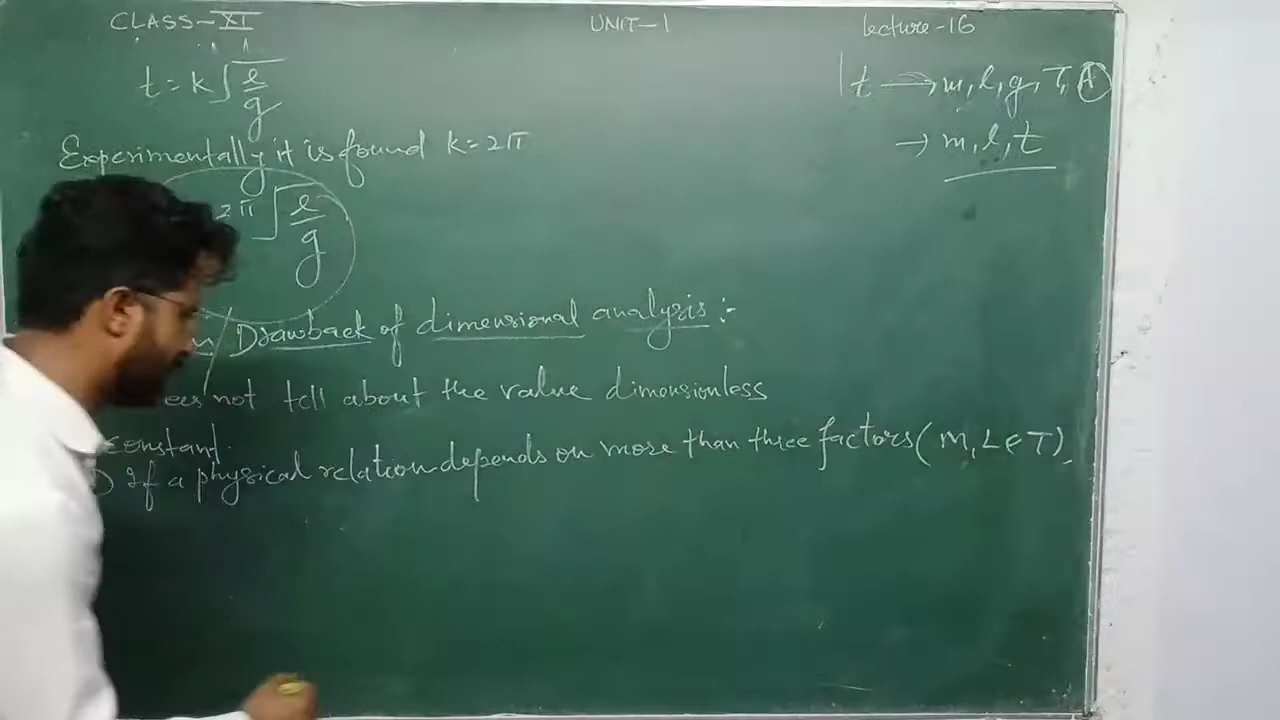 CLASS-XI UNIT-1 lecture-16
t = k √(l/g)
t → m, l, g, T, A
→ m, l, t
Experimentally it is found k = 2π
2π √(l/g)
Drawback of dimensional analysis :-
not tell about the value dimensionless
constant.
) If a physical relation depends on more than three factors (M, L & T),